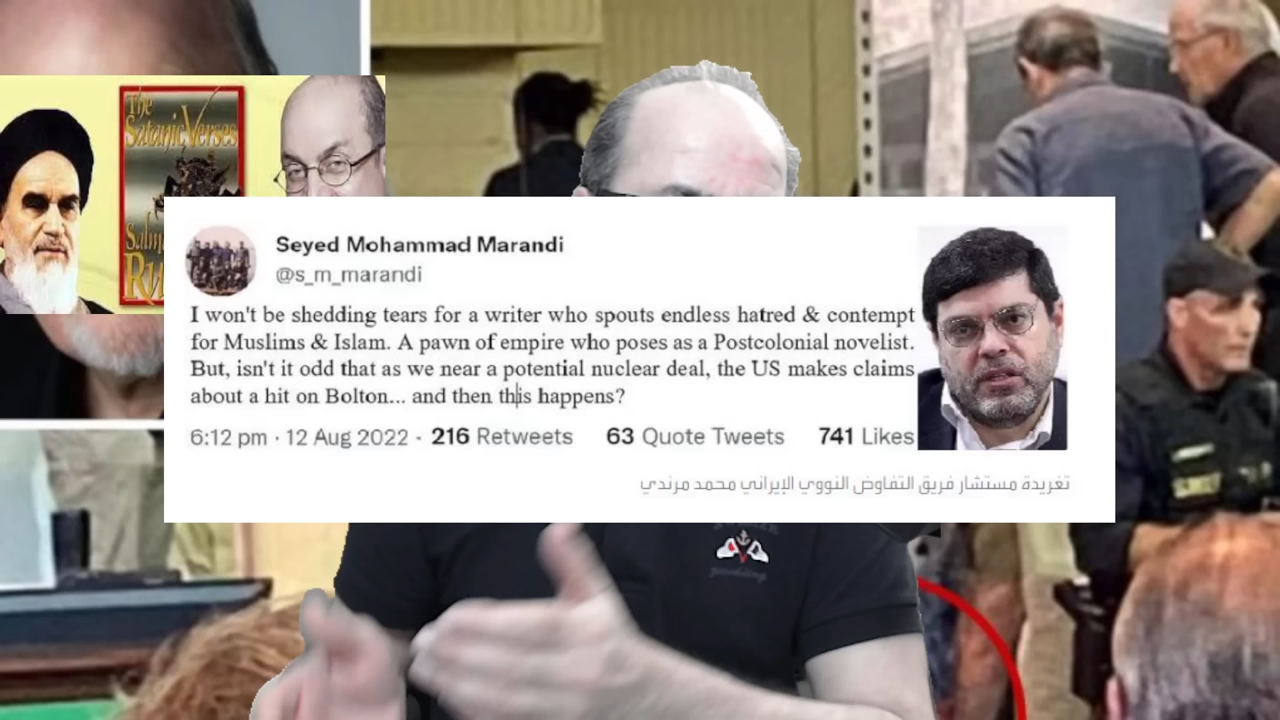 The
Satanic Verses
Seyed Mohammad Marandi
@s_m_marandi
I won't be shedding tears for a writer who spouts endless hatred & contempt
for Muslims & Islam. A pawn of empire who poses as a Postcolonial novelist.
But, isn't it odd that as we near a potential nuclear deal, the US makes claims
about a hit on Bolton... and then this happens?
6:12 pm · 12 Aug 2022 · 216 Retweets 63 Quote Tweets 741 Likes
تغريدة مستشار فريق التفاوض النووي الإيراني محمد مرندي